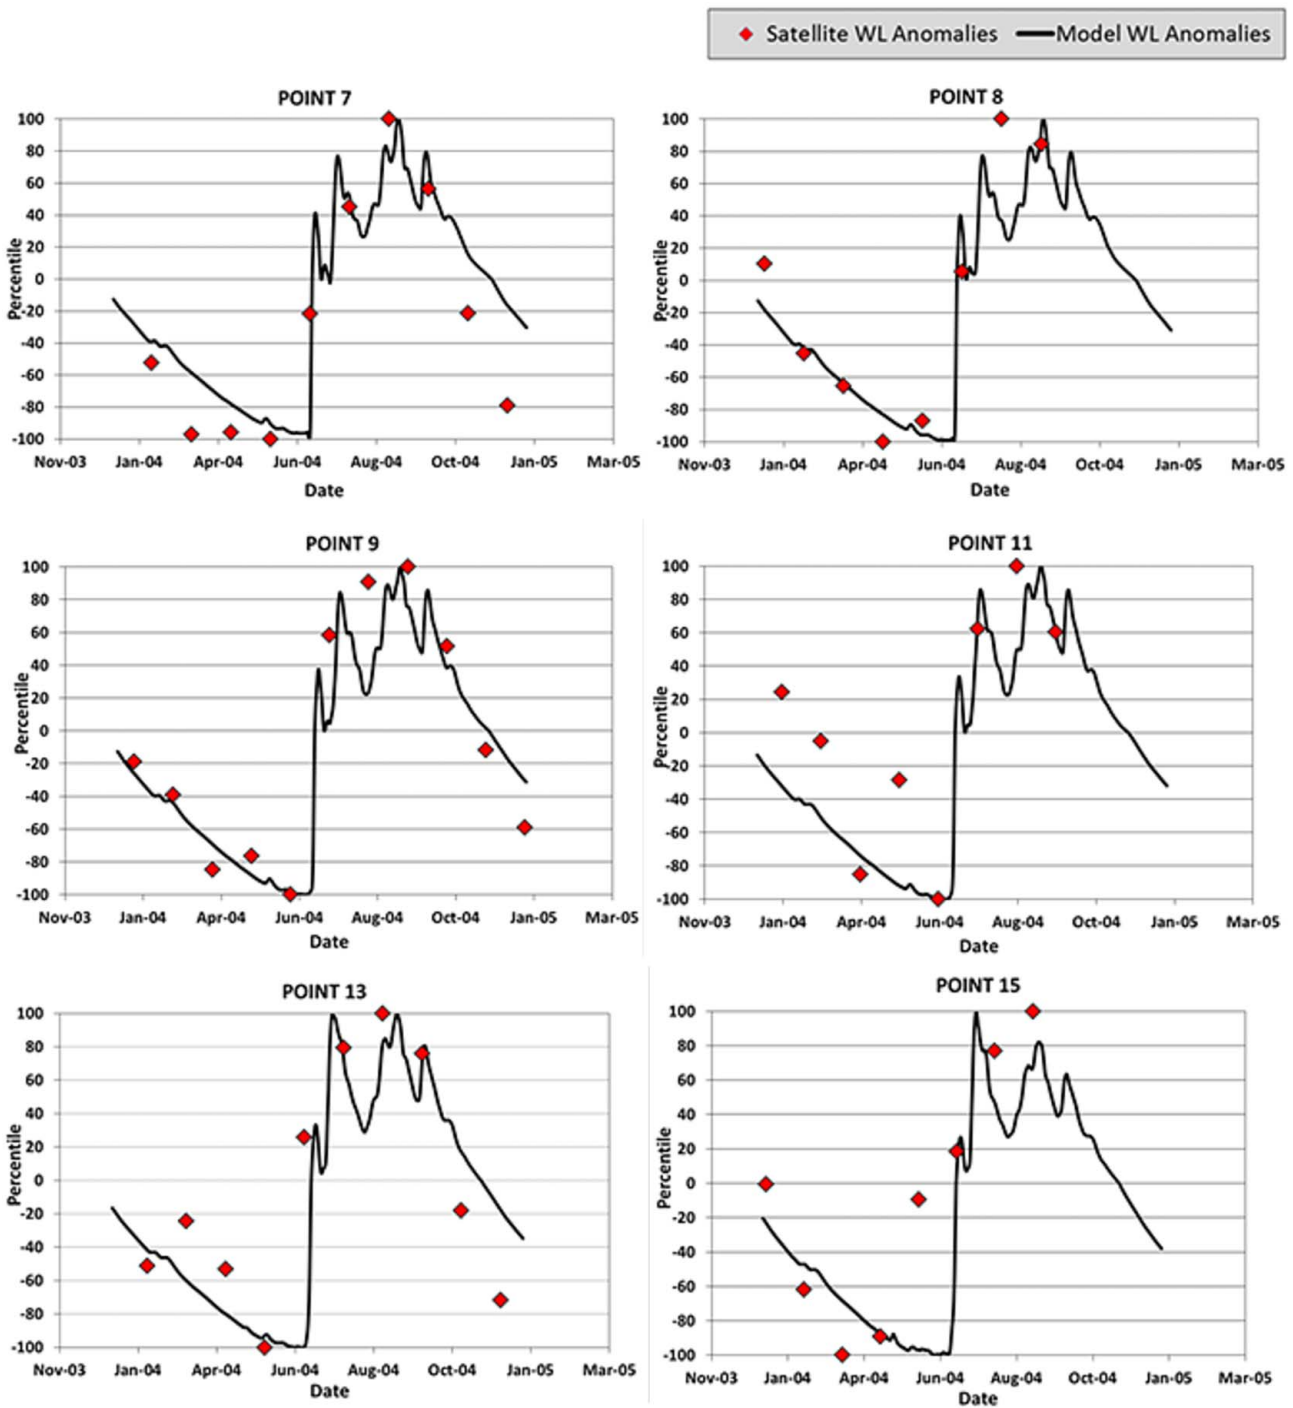 Satellite WL Anomalies Model WL Anomalies
POINT 7
100
80
60
40
20
0
-20
-40
-60
-80
-100
Percentile
Nov-03 Jan-04 Apr-04 Jun-04 Aug-04 Oct-04 Jan-05 Mar-05
Date
POINT 8
100
80
60
40
20
0
-20
-40
-60
-80
-100
Percentile
Nov-03 Jan-04 Apr-04 Jun-04 Aug-04 Oct-04 Jan-05 Mar-05
Date
POINT 9
100
80
60
40
20
0
-20
-40
-60
-80
-100
Percentile
Nov-03 Jan-04 Apr-04 Jun-04 Aug-04 Oct-04 Jan-05 Mar-05
Date
POINT 11
100
80
60
40
20
0
-20
-40
-60
-80
-100
Percentile
Nov-03 Jan-04 Apr-04 Jun-04 Aug-04 Oct-04 Jan-05 Mar-05
Date
POINT 13
100
80
60
40
20
0
-20
-40
-60
-80
-100
Percentile
Nov-03 Jan-04 Apr-04 Jun-04 Aug-04 Oct-04 Jan-05 Mar-05
Date
POINT 15
100
80
60
40
20
0
-20
-40
-60
-80
-100
Percentile
Nov-03 Jan-04 Apr-04 Jun-04 Aug-04 Oct-04 Jan-05 Mar-05
Date